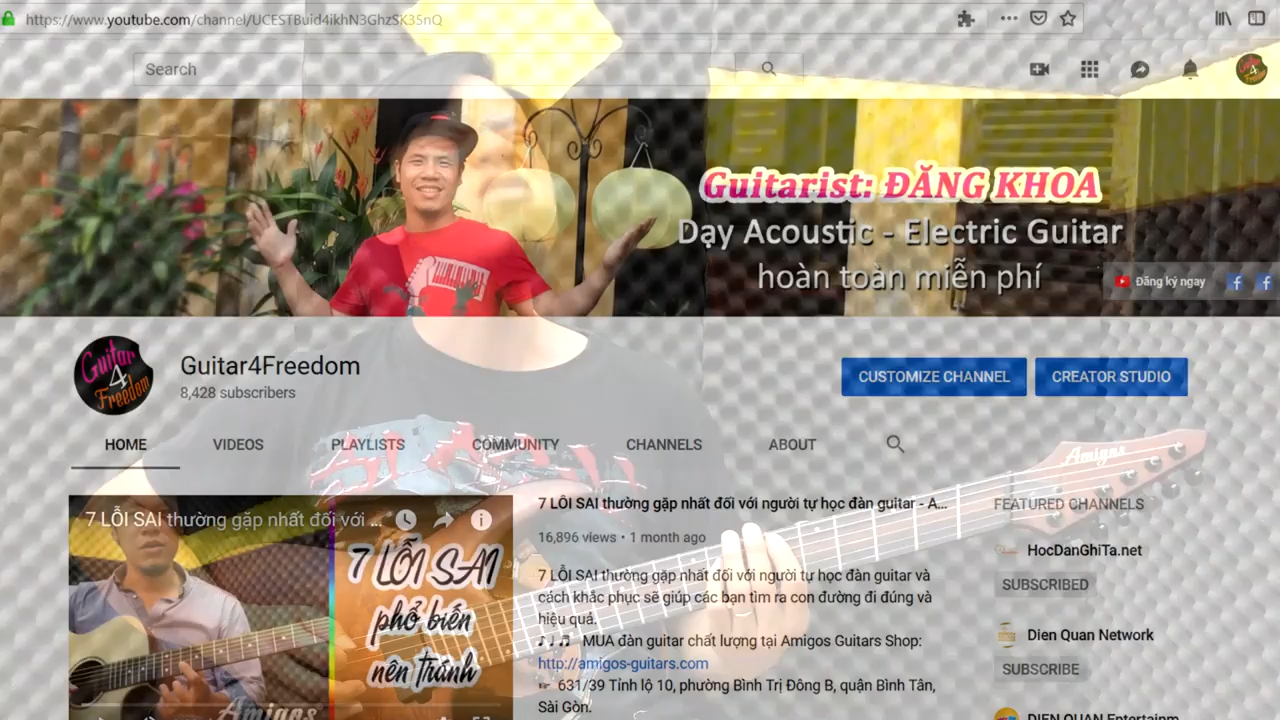 https://www.youtube.com/channel/UCESTBuid4ikhN3GhzSK35nQ
Search
Guitarist: ĐĂNG KHOA
Dạy Acoustic - Electric Guitar
hoàn toàn miễn phí
Đăng ký ngay
Guitar
4
Freedom
Guitar4Freedom
8,428 subscribers
CUSTOMIZE CHANNEL
CREATOR STUDIO
HOME
VIDEOS
PLAYLISTS
COMMUNITY
CHANNELS
ABOUT
Amigos
7 LỖI SAI thường gặp nhất đối với ...
7 LỖI SAI
phổ biến
nên tránh
Amigos
7 LỖI SAI thường gặp nhất đối với người tự học đàn guitar - A...
16,896 views • 1 month ago
7 LỖI SAI thường gặp nhất đối với người tự học đàn guitar và
cách khắc phục sẽ giúp các bạn tìm ra con đường đi đúng và
hiệu quả.
♪ ♩ ♫ MUA đàn guitar chất lượng tại Amigos Guitars Shop:
http://amigos-guitars.com
☞ 631/39 Tỉnh lộ 10, phường Bình Trị Đông B, quận Bình Tân,
Sài Gòn.
FEATURED CHANNELS
HocDanGhiTa.net
SUBSCRIBED
Dien Quan Network
SUBSCRIBE
DIEN QUAN Entertainm